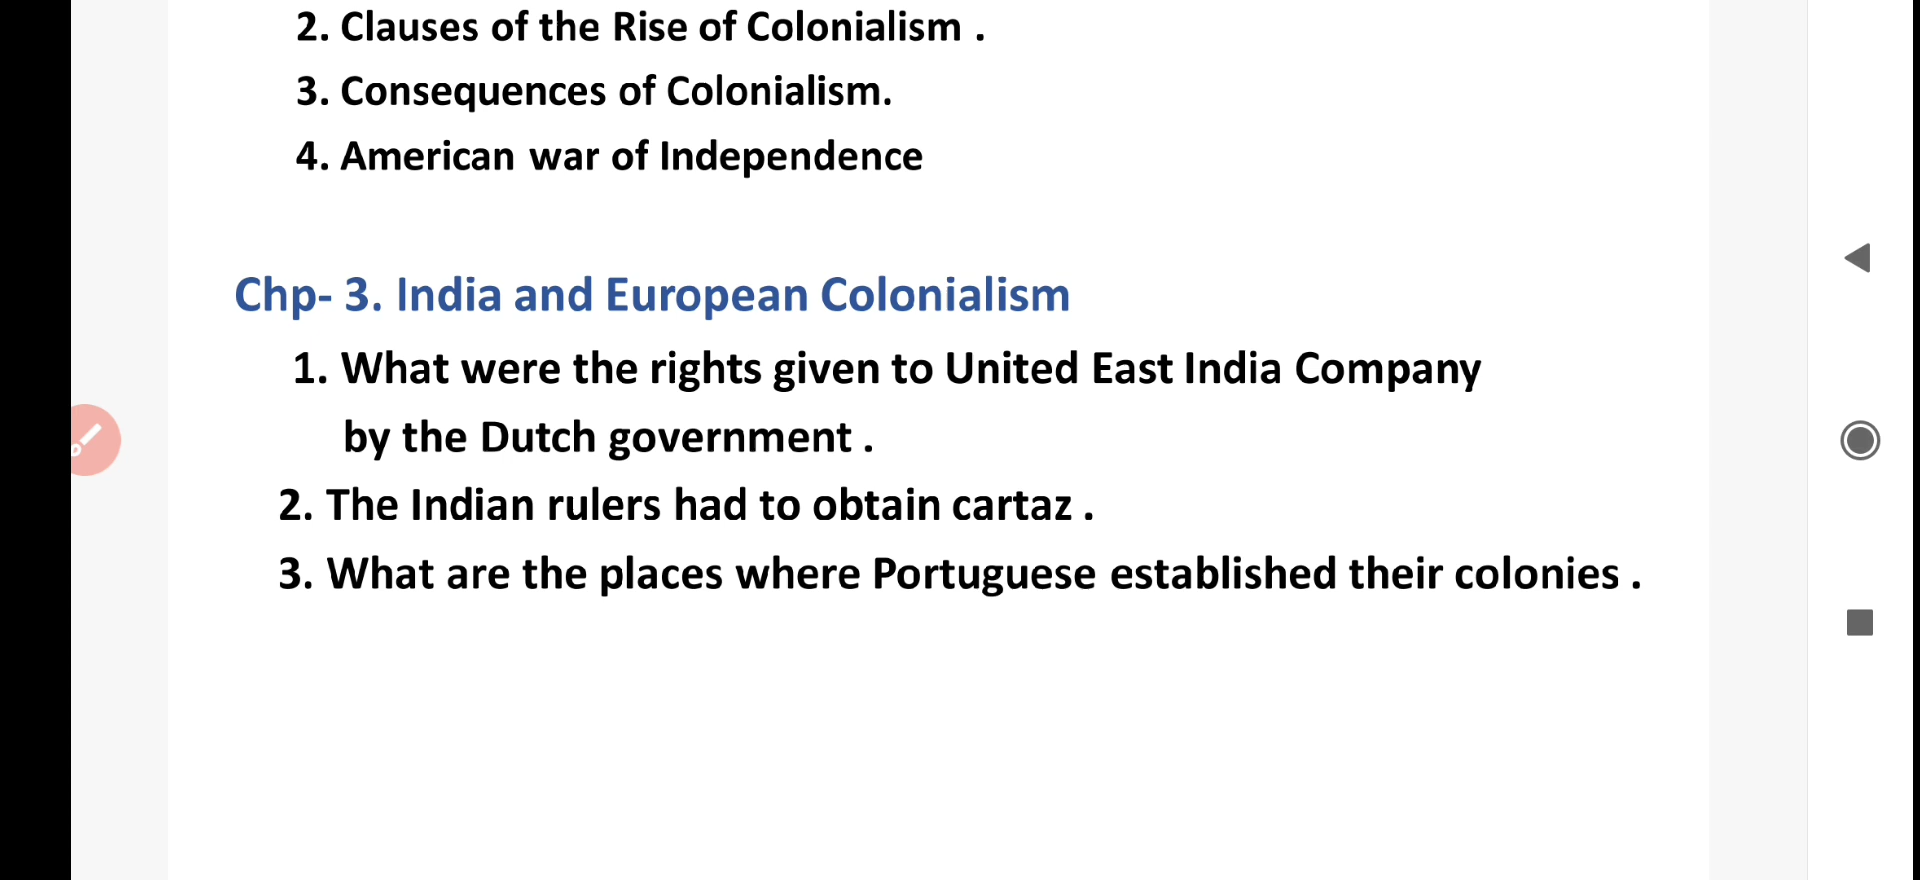 2. Clauses of the Rise of Colonialism .
3. Consequences of Colonialism.
4. American war of Independence
Chp- 3. India and European Colonialism
1. What were the rights given to United East India Company
by the Dutch government .
2. The Indian rulers had to obtain cartaz .
3. What are the places where Portuguese established their colonies .